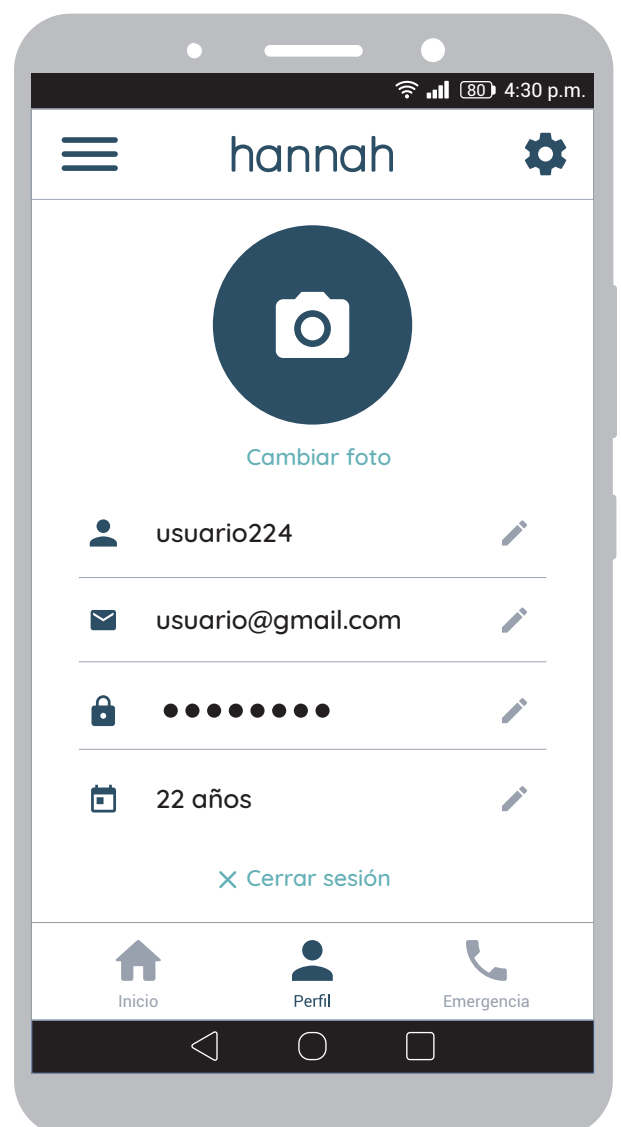 80 4:30 p.m.
hannah
Cambiar foto
usuario224
usuario@gmail.com
●●●●●●●●
22 años
Cerrar sesión
Inicio Perfil Emergencia